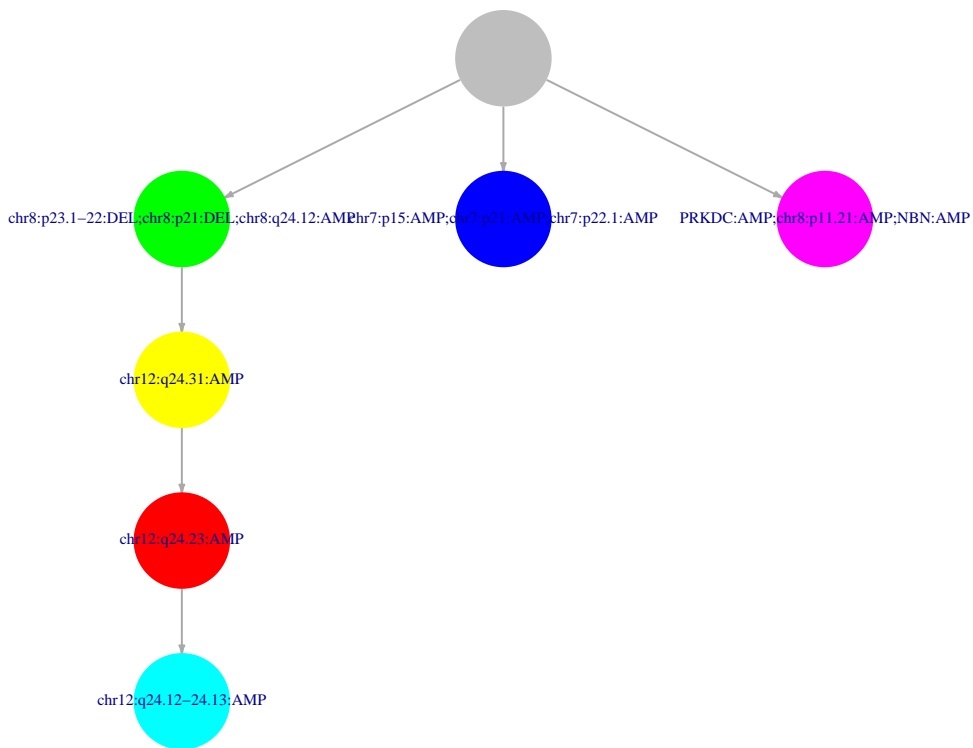 chr8:p23.1−22:DEL;chr8:p21:DEL;chr8:q24.12:AMP
chr7:p15:AMP;chr7:p21:AMP;chr7:p22.1:AMP
PRKDC:AMP;chr8:p11.21:AMP;NBN:AMP
chr12:q24.31:AMP
chr12:q24.23:AMP
chr12:q24.12−24.13:AMP